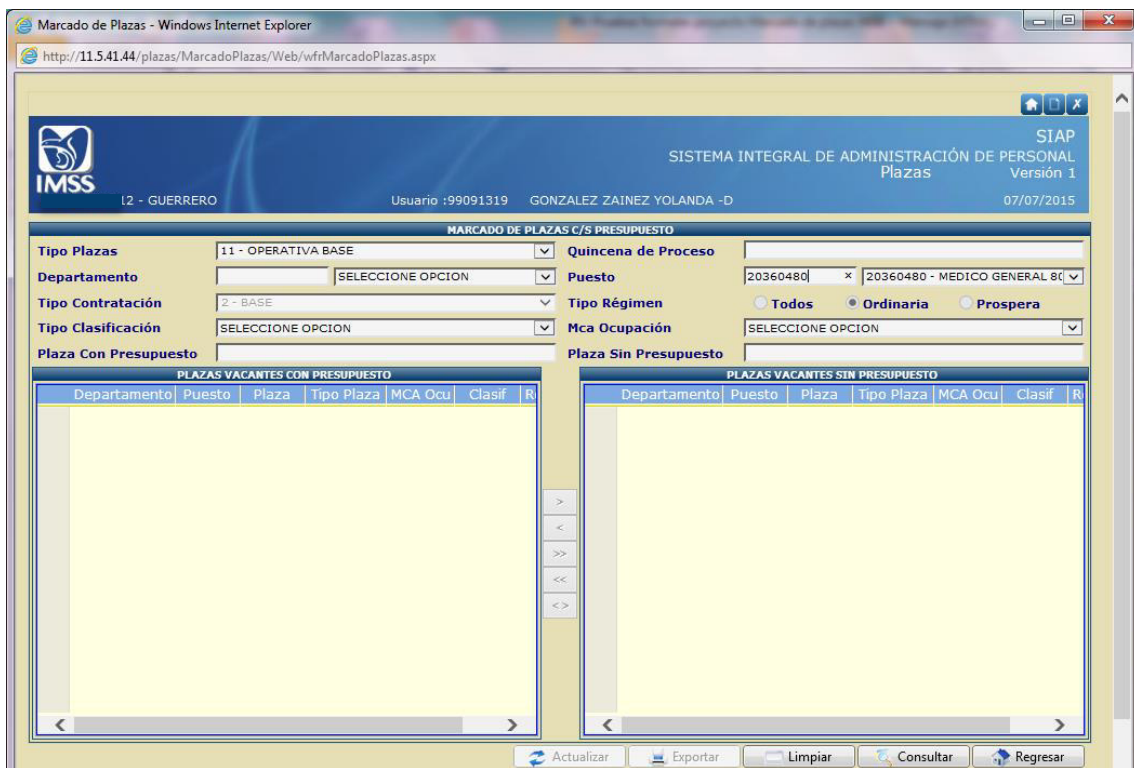 Marcado de Plazas - Windows Internet Explorer
http://11.5.41.44/plazas/MarcadoPlazas/Web/wfrMarcadoPlazas.aspx
SIAP
SISTEMA INTEGRAL DE ADMINISTRACIÓN DE PERSONAL
IMSS Plazas Versión 1
12 - GUERRERO Usuario :99091319 GONZALEZ ZAINEZ YOLANDA -D 07/07/2015
MARCADO DE PLAZAS C/S PRESUPUESTO
Tipo Plazas 11 - OPERATIVA BASE Quincena de Proceso
Departamento SELECCIONE OPCION Puesto 20360480 x 20360480 - MEDICO GENERAL 80
Tipo Contratación 2 - BASE Tipo Régimen Todos Ordinaria Prospera
Tipo Clasificación SELECCIONE OPCION Mca Ocupación SELECCIONE OPCION
Plaza Con Presupuesto Plaza Sin Presupuesto
PLAZAS VACANTES CON PRESUPUESTO PLAZAS VACANTES SIN PRESUPUESTO
Departamento Puesto Plaza Tipo Plaza MCA Ocu Clasif R Departamento Puesto Plaza Tipo Plaza MCA Ocu Clasif R
>
<
>>
<<
<>
Actualizar Exportar Limpiar Consultar Regresar